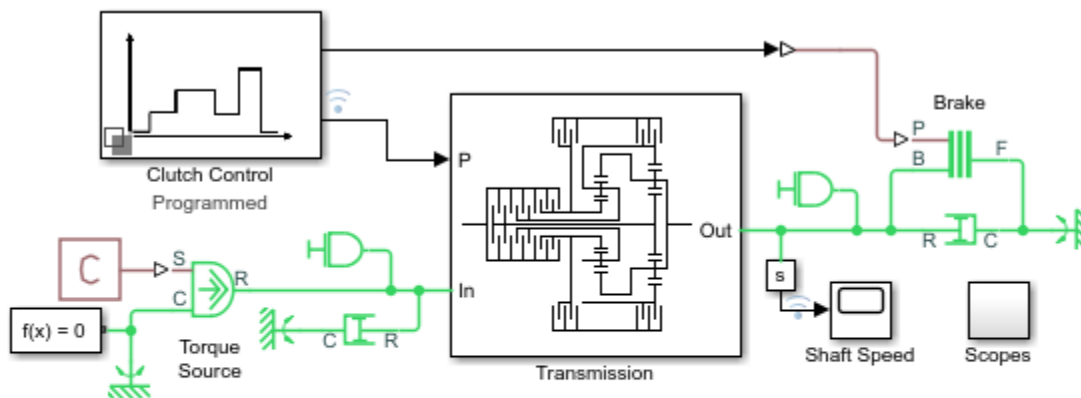 Clutch Control
Programmed
P
Brake
P
B
F
Out
R
C
C
S
R
C
In
f(x) = 0
Torque
Source
C
R
Transmission
s
Shaft Speed
Scopes